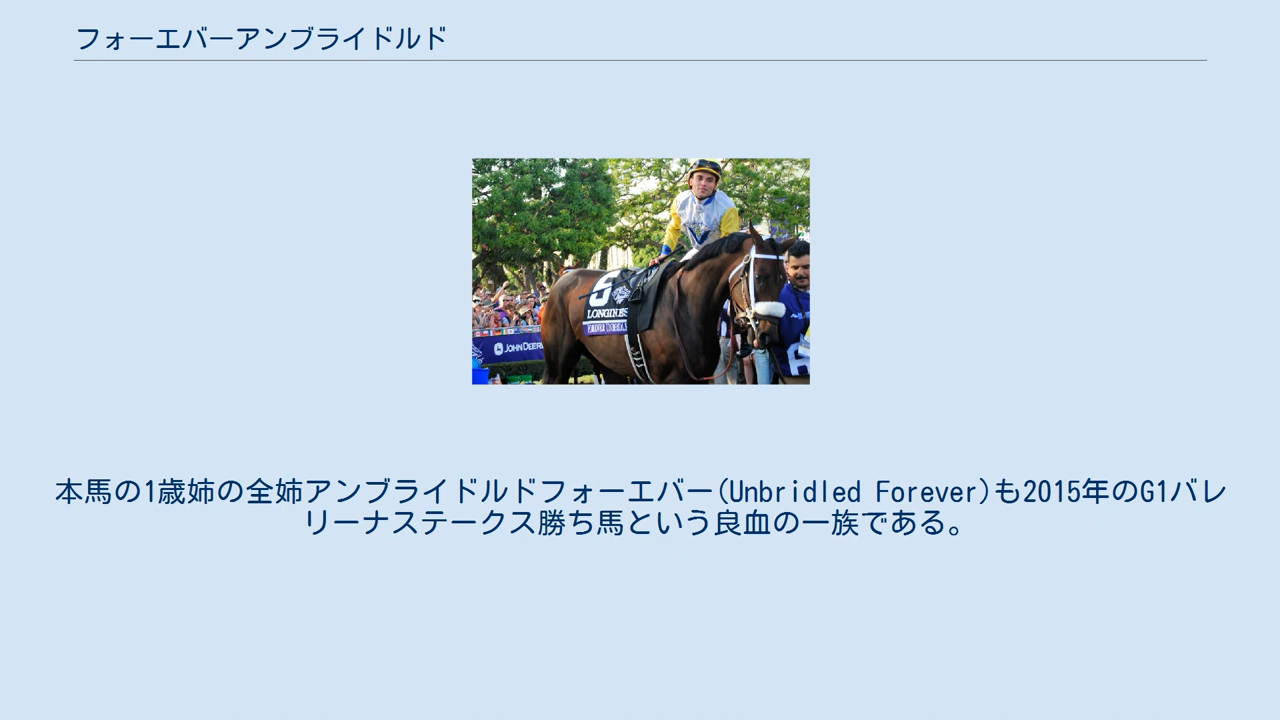 フォーエバーアンブライドルド
5
LONGINES
JOHN DEERE
本馬の1歳姉の全姉アンブライドルドフォーエバー(Unbridled Forever)も2015年のG1バレ
リーナステークス勝ち馬という良血の一族である。